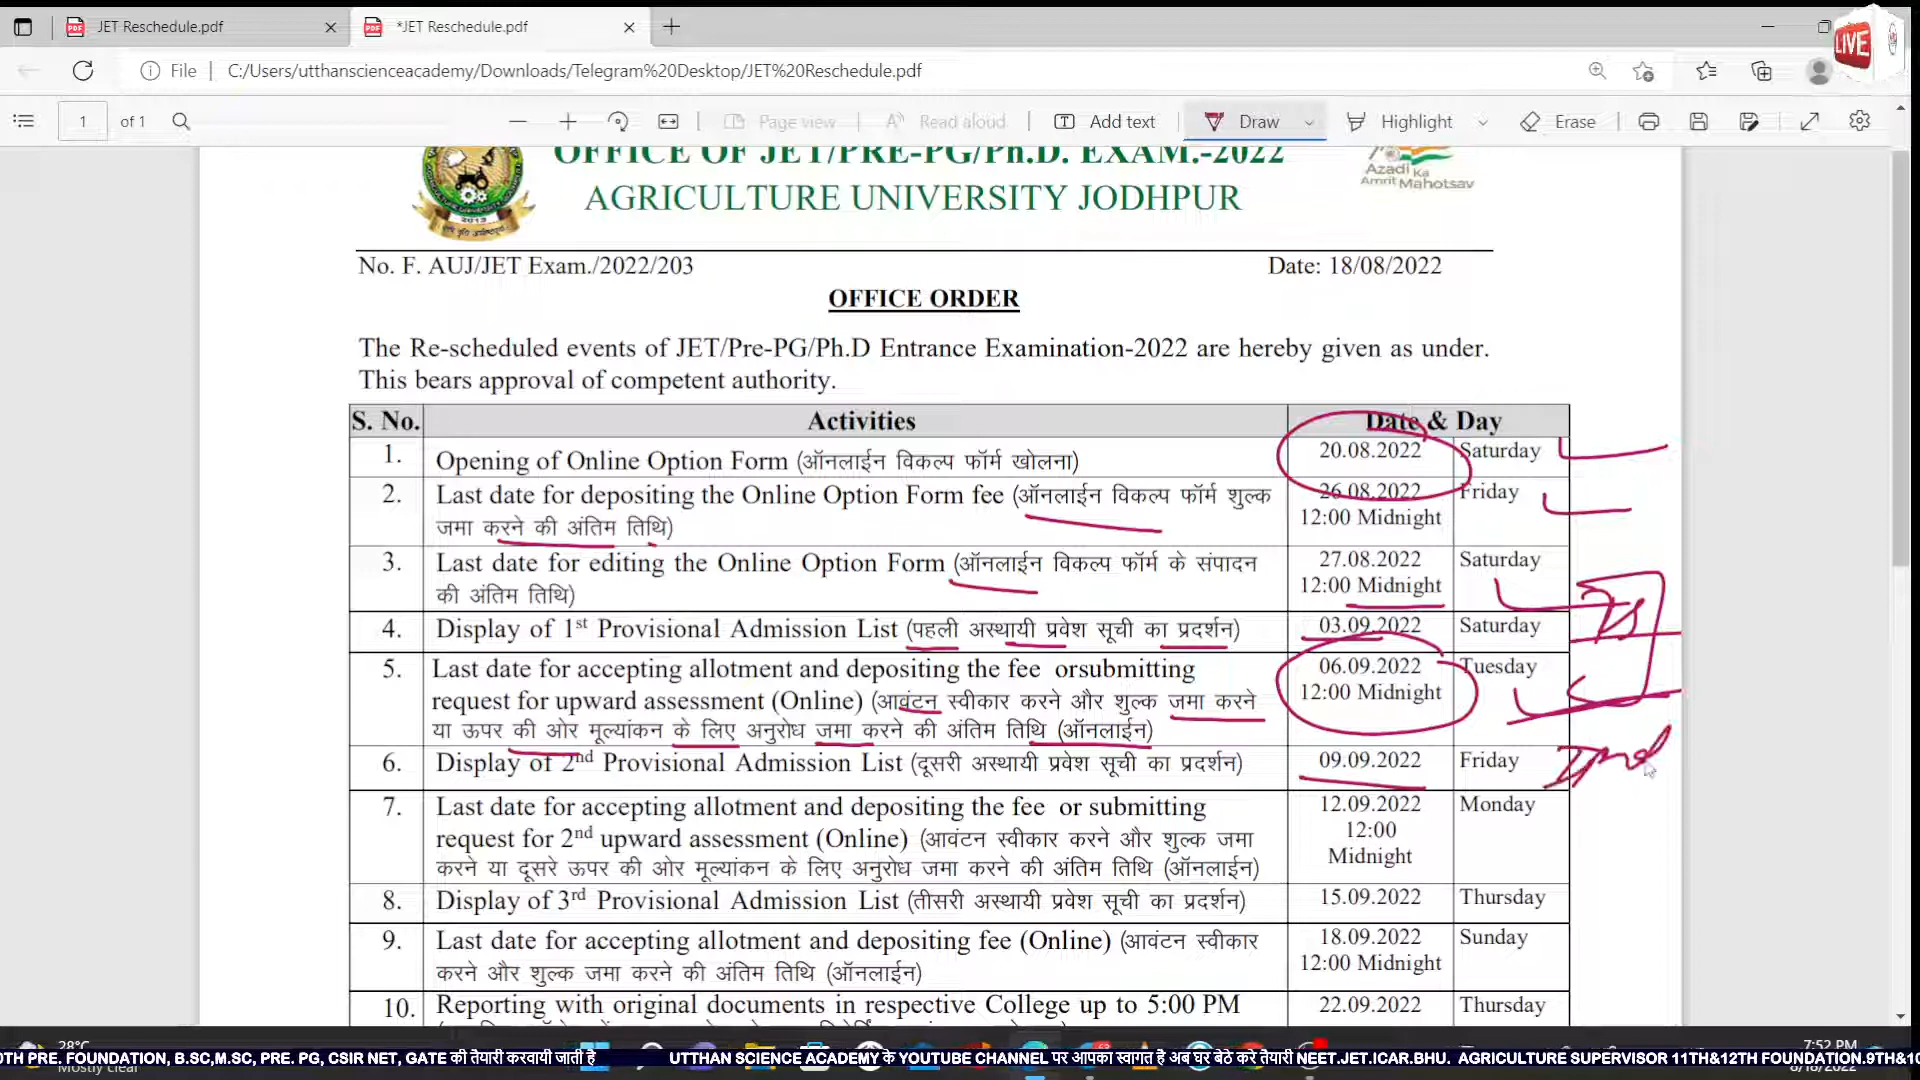 JET Reschedule.pdf
*JET Reschedule.pdf
LIVE
File
C:/Users/utthanscienceacademy/Downloads/Telegram%20Desktop/JET%20Reschedule.pdf
1 of 1
Page view
Read aloud
Add text
Draw
Highlight
Erase
OFFICE OF JET/PRE-PG/Ph.D. EXAM.-2022
AGRICULTURE UNIVERSITY JODHPUR
Azadi Ka
Amrit Mahotsav
2013
No. F. AUJ/JET Exam./2022/203 Date: 18/08/2022
OFFICE ORDER
The Re-scheduled events of JET/Pre-PG/Ph.D Entrance Examination-2022 are hereby given as under.
This bears approval of competent authority.
S. No. Activities Date & Day
1. Opening of Online Option Form (ऑनलाईन विकल्प फॉर्म खोलना) 20.08.2022 Saturday
2. Last date for depositing the Online Option Form fee (ऑनलाईन विकल्प फॉर्म शुल्क 26.08.2022 Friday
जमा करने की अंतिम तिथि) 12:00 Midnight
3. Last date for editing the Online Option Form (ऑनलाईन विकल्प फॉर्म के संपादन 27.08.2022 Saturday
की अंतिम तिथि) 12:00 Midnight
4. Display of 1st Provisional Admission List (पहली अस्थायी प्रवेश सूची का प्रदर्शन) 03.09.2022 Saturday
5. Last date for accepting allotment and depositing the fee orsubmitting 06.09.2022 Tuesday
request for upward assessment (Online) (आवंटन स्वीकार करने और शुल्क जमा करने 12:00 Midnight
या ऊपर की ओर मूल्यांकन के लिए अनुरोध जमा करने की अंतिम तिथि (ऑनलाईन)
6. Display of 2nd Provisional Admission List (दूसरी अस्थायी प्रवेश सूची का प्रदर्शन) 09.09.2022 Friday
7. Last date for accepting allotment and depositing the fee or submitting 12.09.2022 Monday
request for 2nd upward assessment (Online) (आवंटन स्वीकार करने और शुल्क जमा 12:00
करने या दूसरे ऊपर की ओर मूल्यांकन के लिए अनुरोध जमा करने की अंतिम तिथि (ऑनलाईन) Midnight
8. Display of 3rd Provisional Admission List (तीसरी अस्थायी प्रवेश सूची का प्रदर्शन) 15.09.2022 Thursday
9. Last date for accepting allotment and depositing fee (Online) (आवंटन स्वीकार 18.09.2022 Sunday
करने और शुल्क जमा करने की अंतिम तिथि (ऑनलाईन) 12:00 Midnight
10. Reporting with original documents in respective College up to 5:00 PM 22.09.2022 Thursday
28°C
Mostly clear
7:52 PM
8/18/2022
0TH PRE. FOUNDATION, B.SC,M.SC, PRE. PG, CSIR NET, GATE की तैयारी करवायी जाती है UTTHAN SCIENCE ACADEMY के YOUTUBE CHANNEL पर आपका स्वागत है अब घर बेठे करे तैयारी NEET.JET.ICAR.BHU. AGRICULTURE SUPERVISOR 11TH&12TH FOUNDATION.9TH&10